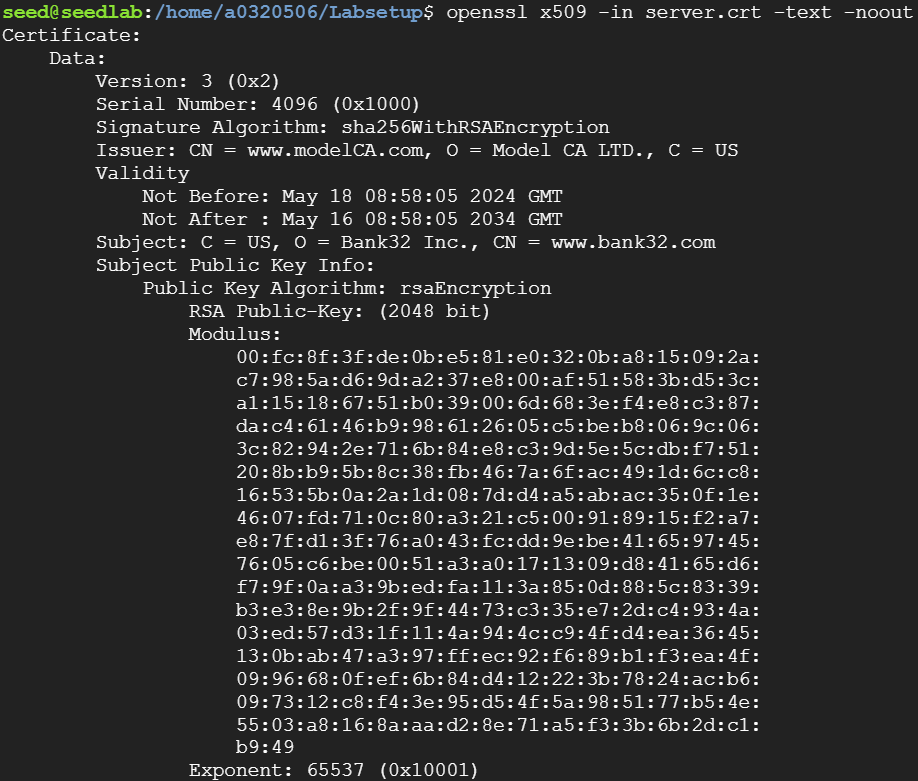 seed@seedlab:/home/a0320506/Labsetup$ openssl x509 -in server.crt -text -noout
Certificate:
    Data:
        Version: 3 (0x2)
        Serial Number: 4096 (0x1000)
        Signature Algorithm: sha256WithRSAEncryption
        Issuer: CN = www.modelCA.com, O = Model CA LTD., C = US
        Validity
            Not Before: May 18 08:58:05 2024 GMT
            Not After : May 16 08:58:05 2034 GMT
        Subject: C = US, O = Bank32 Inc., CN = www.bank32.com
        Subject Public Key Info:
            Public Key Algorithm: rsaEncryption
                RSA Public-Key: (2048 bit)
                Modulus:
                    00:fc:8f:3f:de:0b:e5:81:e0:32:0b:a8:15:09:2a:
                    c7:98:5a:d6:9d:a2:37:e8:00:af:51:58:3b:d5:3c:
                    a1:15:18:67:51:b0:39:00:6d:68:3e:f4:e8:c3:87:
                    da:c4:61:46:b9:98:61:26:05:c5:be:b8:06:9c:06:
                    3c:82:94:2e:71:6b:84:e8:c3:9d:5e:5c:db:f7:51:
                    20:8b:b9:5b:8c:38:fb:46:7a:6f:ac:49:1d:6c:c8:
                    16:53:5b:0a:2a:1d:08:7d:d4:a5:ab:ac:35:0f:1e:
                    46:07:fd:71:0c:80:a3:21:c5:00:91:89:15:f2:a7:
                    e8:7f:d1:3f:76:a0:43:fc:dd:9e:be:41:65:97:45:
                    76:05:c6:be:00:51:a3:a0:17:13:09:d8:41:65:d6:
                    f7:9f:0a:a3:9b:ed:fa:11:3a:85:0d:88:5c:83:39:
                    b3:e3:8e:9b:2f:9f:44:73:c3:35:e7:2d:c4:93:4a:
                    03:ed:57:d3:1f:11:4a:94:4c:c9:4f:d4:ea:36:45:
                    13:0b:ab:47:a3:97:ff:ec:92:f6:89:b1:f3:ea:4f:
                    09:96:68:0f:ef:6b:84:d4:12:22:3b:78:24:ac:b6:
                    09:73:12:c8:f4:3e:95:d5:4f:5a:98:51:77:b5:4e:
                    55:03:a8:16:8a:aa:d2:8e:71:a5:f3:3b:6b:2d:c1:
                    b9:49
                Exponent: 65537 (0x10001)